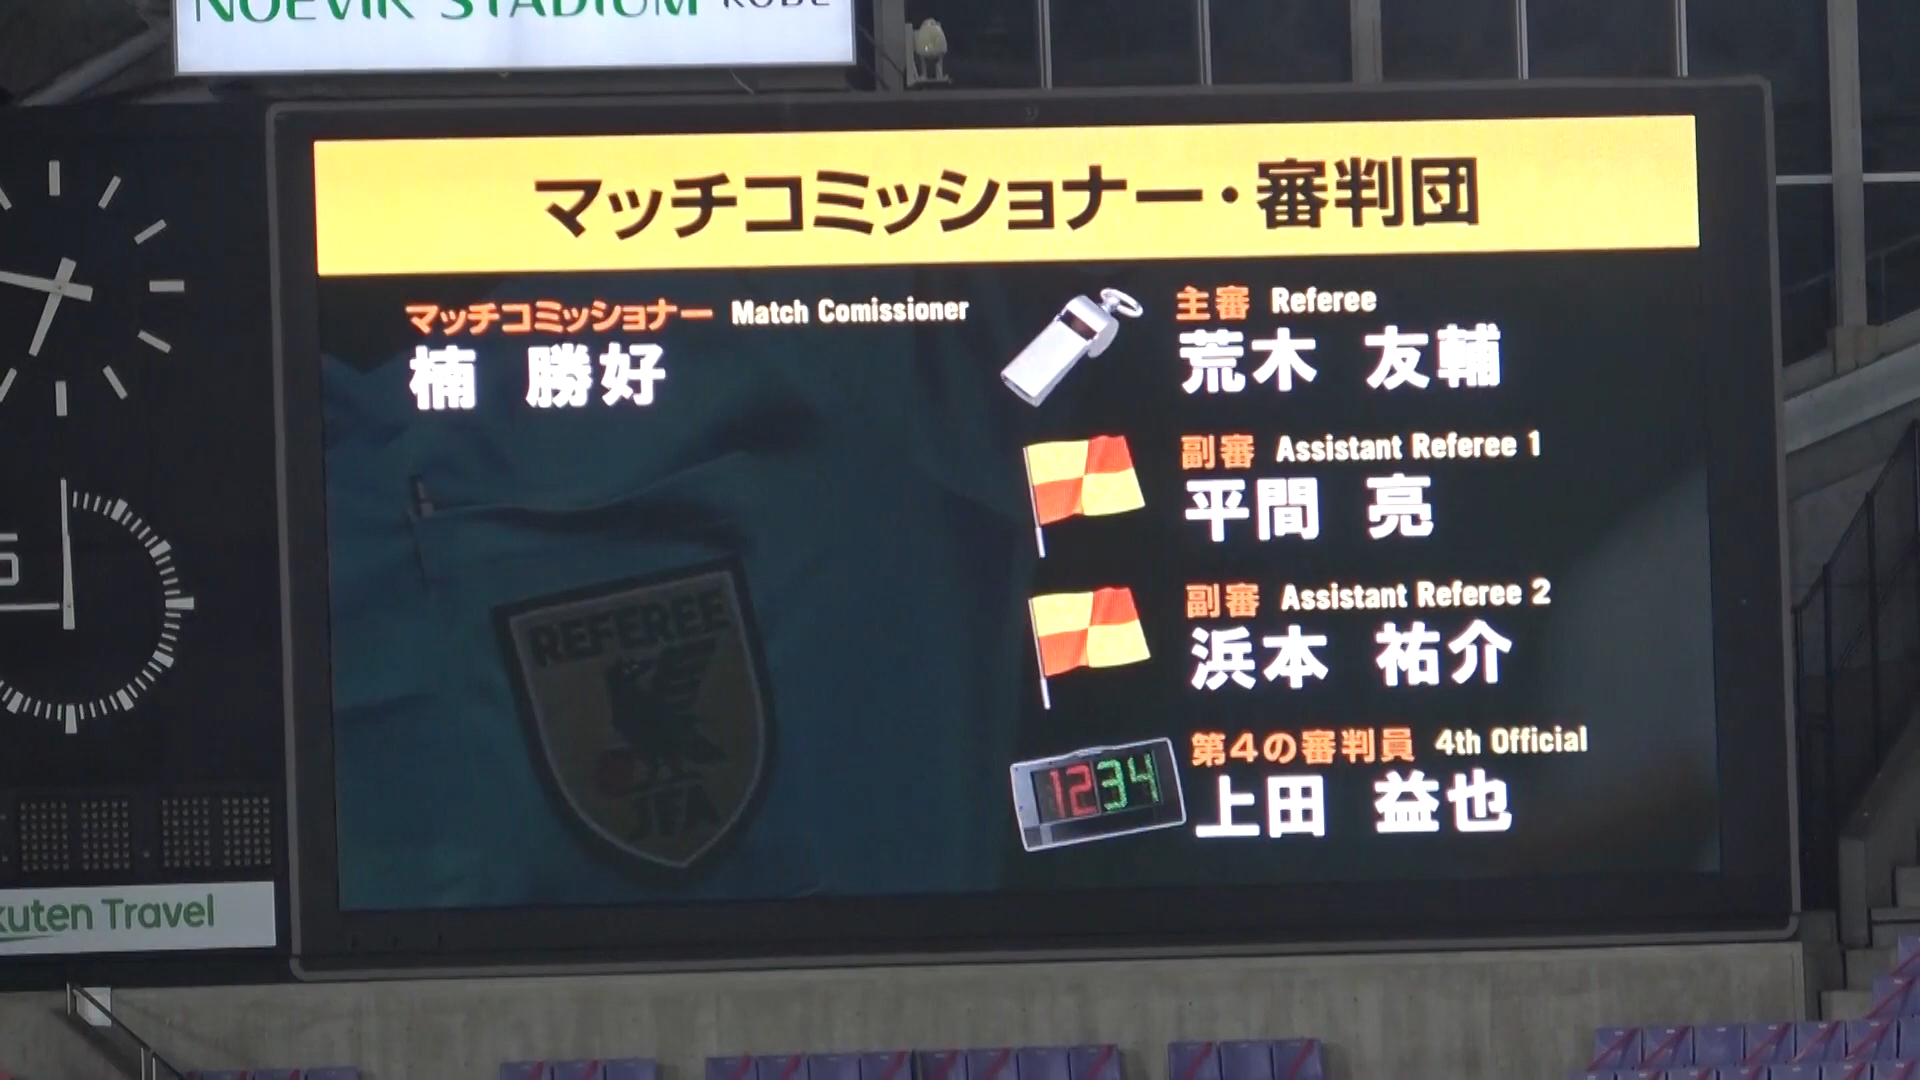 NOEVIR STADIUM KOBE
マッチコミッショナー・審判団
マッチコミッショナー Match Comissioner
楠 勝好
主審 Referee
荒木 友輔
副審 Assistant Referee 1
平間 亮
副審 Assistant Referee 2
浜本 祐介
第4の審判員 4th Official
上田 益也
REFEREE
JFA
12 34
kuten Travel